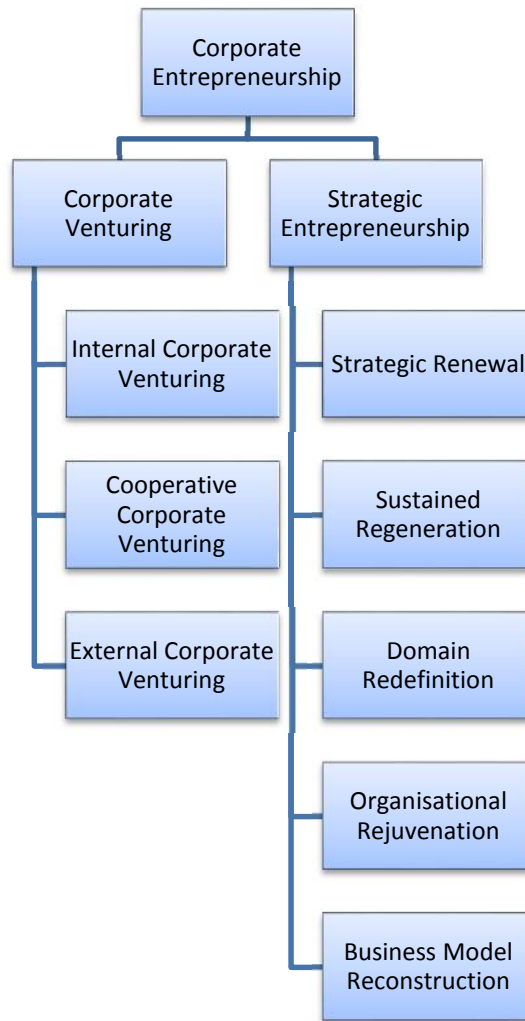 Corporate
Entrepreneurship
Corporate
Venturing
Strategic
Entrepreneurship
Internal Corporate
Venturing
Cooperative
Corporate
Venturing
External Corporate
Venturing
Strategic Renewal
Sustained
Regeneration
Domain
Redefinition
Organisational
Rejuvenation
Business Model
Reconstruction